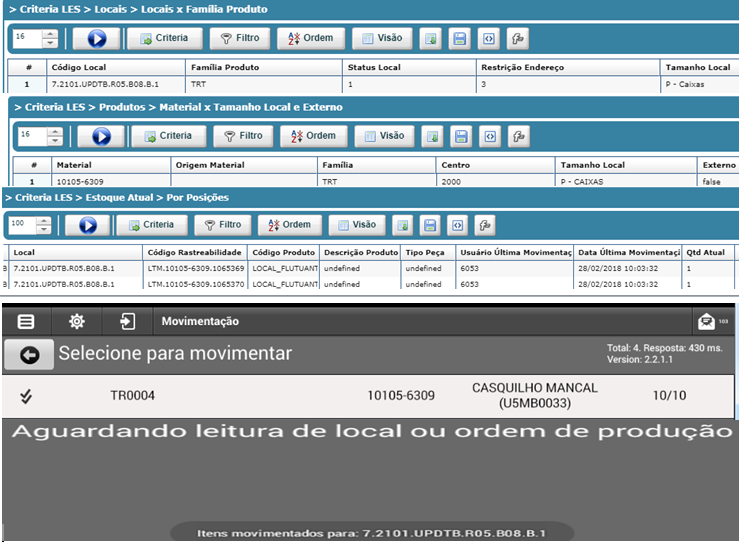 > Criteria LES > Locais > Locais x Família Produto
16 Criteria Filtro Ordem Visão
# Código Local Família Produto Status Local Restrição Endereço Tamanho Local
1 7.2101.UPDTB.R05.B08.B.1 TRT 1 3 P - Caixas
> Criteria LES > Produtos > Material x Tamanho Local e Externo
16 Criteria Filtro Ordem Visão
# Material Origem Material Família Centro Tamanho Local Externo
1 10105-6309 TRT 2000 P - CAIXAS false
> Criteria LES > Estoque Atual > Por Posições
100 Criteria Filtro Ordem Visão
Local Código Rastreabilidade Código Produto Descrição Produto Tipo Peça Usuário Última Movimentaç Data Última Movimentaçi Qtd Atual
B 7.2101.UPDTB.R05.B08.B.1 LTM.10105-6309.1065369 LOCAL_FLUTUANT undefined undefined 6053 28/02/2018 10:03:32 1
B 7.2101.UPDTB.R05.B08.B.1 LTM.10105-6309.1065370 LOCAL_FLUTUANT undefined undefined 6053 28/02/2018 10:03:32 1
Movimentação 103
Selecione para movimentar
Total: 4. Resposta: 430 ms.
Version: 2.2.1.1
TR0004 10105-6309 CASQUILHO MANCAL 10/10
(U5MB0033)
Aguardando leitura de local ou ordem de produção
Itens movimentados para: 7.2101.UPDTB.R05.B08.B.1